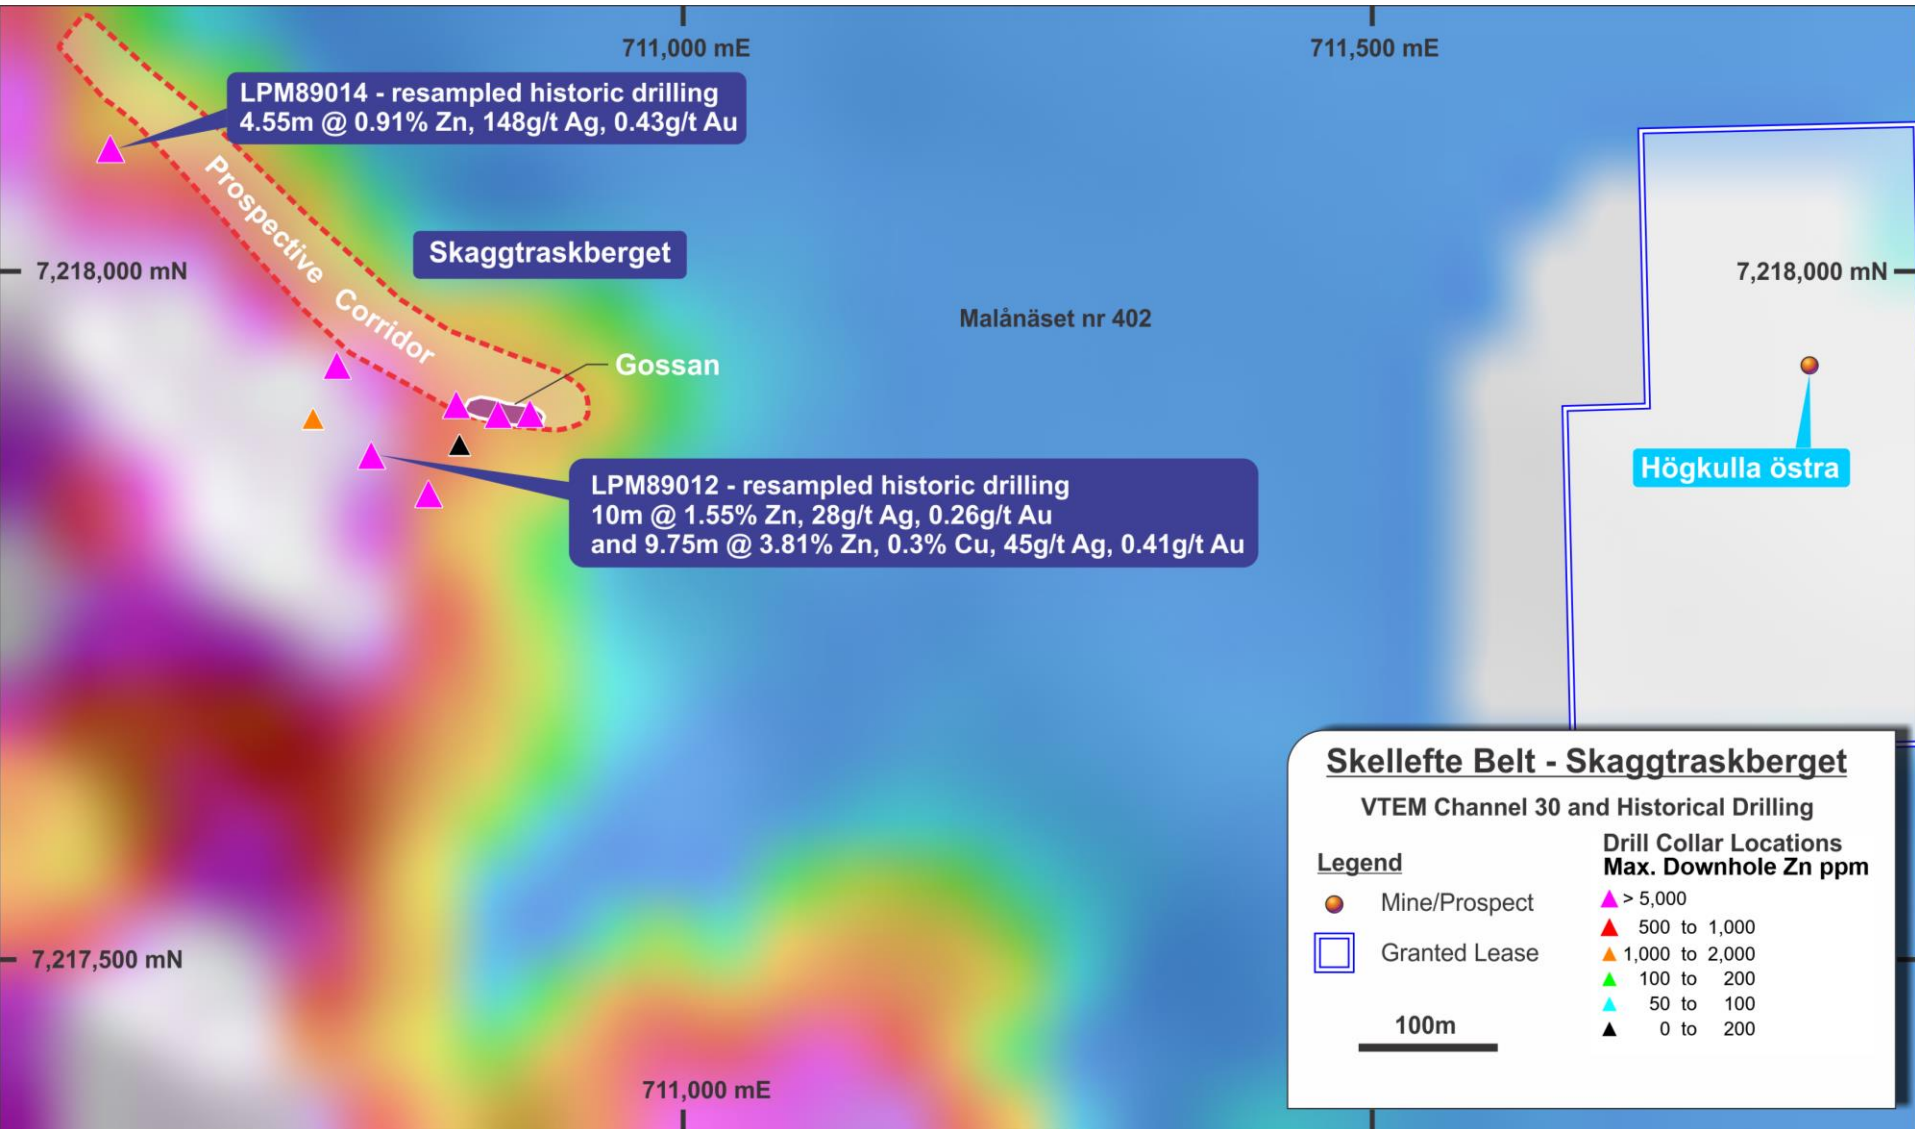 711,000 mE
711,500 mE
LPM89014 - resampled historic drilling
4.55m @ 0.91% Zn, 148g/t Ag, 0.43g/t Au
Prospective Corridor
Skaggtraskberget
7,218,000 mN
7,218,000 mN
Malånäset nr 402
Gossan
Högkulla östra
LPM89012 - resampled historic drilling
10m @ 1.55% Zn, 28g/t Ag, 0.26g/t Au
and 9.75m @ 3.81% Zn, 0.3% Cu, 45g/t Ag, 0.41g/t Au
7,217,500 mN
711,000 mE
Skellefte Belt - Skaggtraskberget
VTEM Channel 30 and Historical Drilling
Legend
Mine/Prospect
Granted Lease
100m
Drill Collar Locations
Max. Downhole Zn ppm
> 5,000
500 to 1,000
1,000 to 2,000
100 to 200
50 to 100
0 to 200